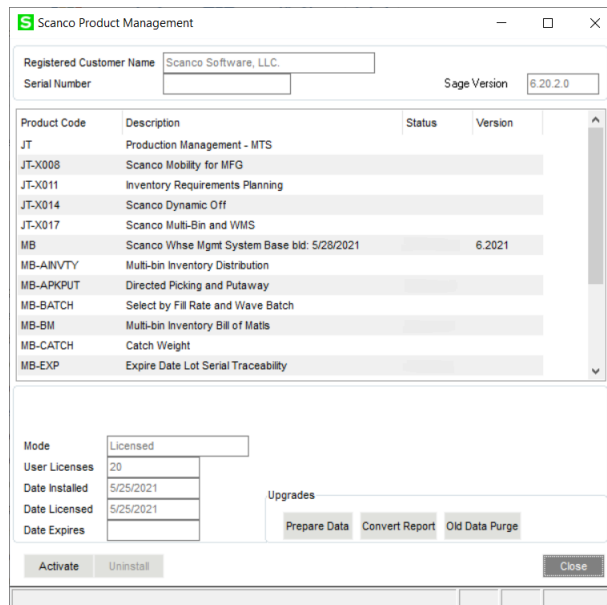 S Scanco Product Management
Registered Customer Name Scanco Software, LLC.
Serial Number Sage Version 6.20.2.0
Product Code Description Status Version
JT Production Management - MTS
JT-X008 Scanco Mobility for MFG
JT-X011 Inventory Requirements Planning
JT-X014 Scanco Dynamic Off
JT-X017 Scanco Multi-Bin and WMS
MB Scanco Whse Mgmt System Base bld: 5/28/2021 6.2021
MB-AINVTY Multi-bin Inventory Distribution
MB-APKPUT Directed Picking and Putaway
MB-BATCH Select by Fill Rate and Wave Batch
MB-BM Multi-bin Inventory Bill of Matls
MB-CATCH Catch Weight
MB-EXP Expire Date Lot Serial Traceability
Mode Licensed
User Licenses 20
Date Installed 5/25/2021
Date Licensed 5/25/2021
Date Expires
Upgrades
Prepare Data Convert Report Old Data Purge
Activate Uninstall Close